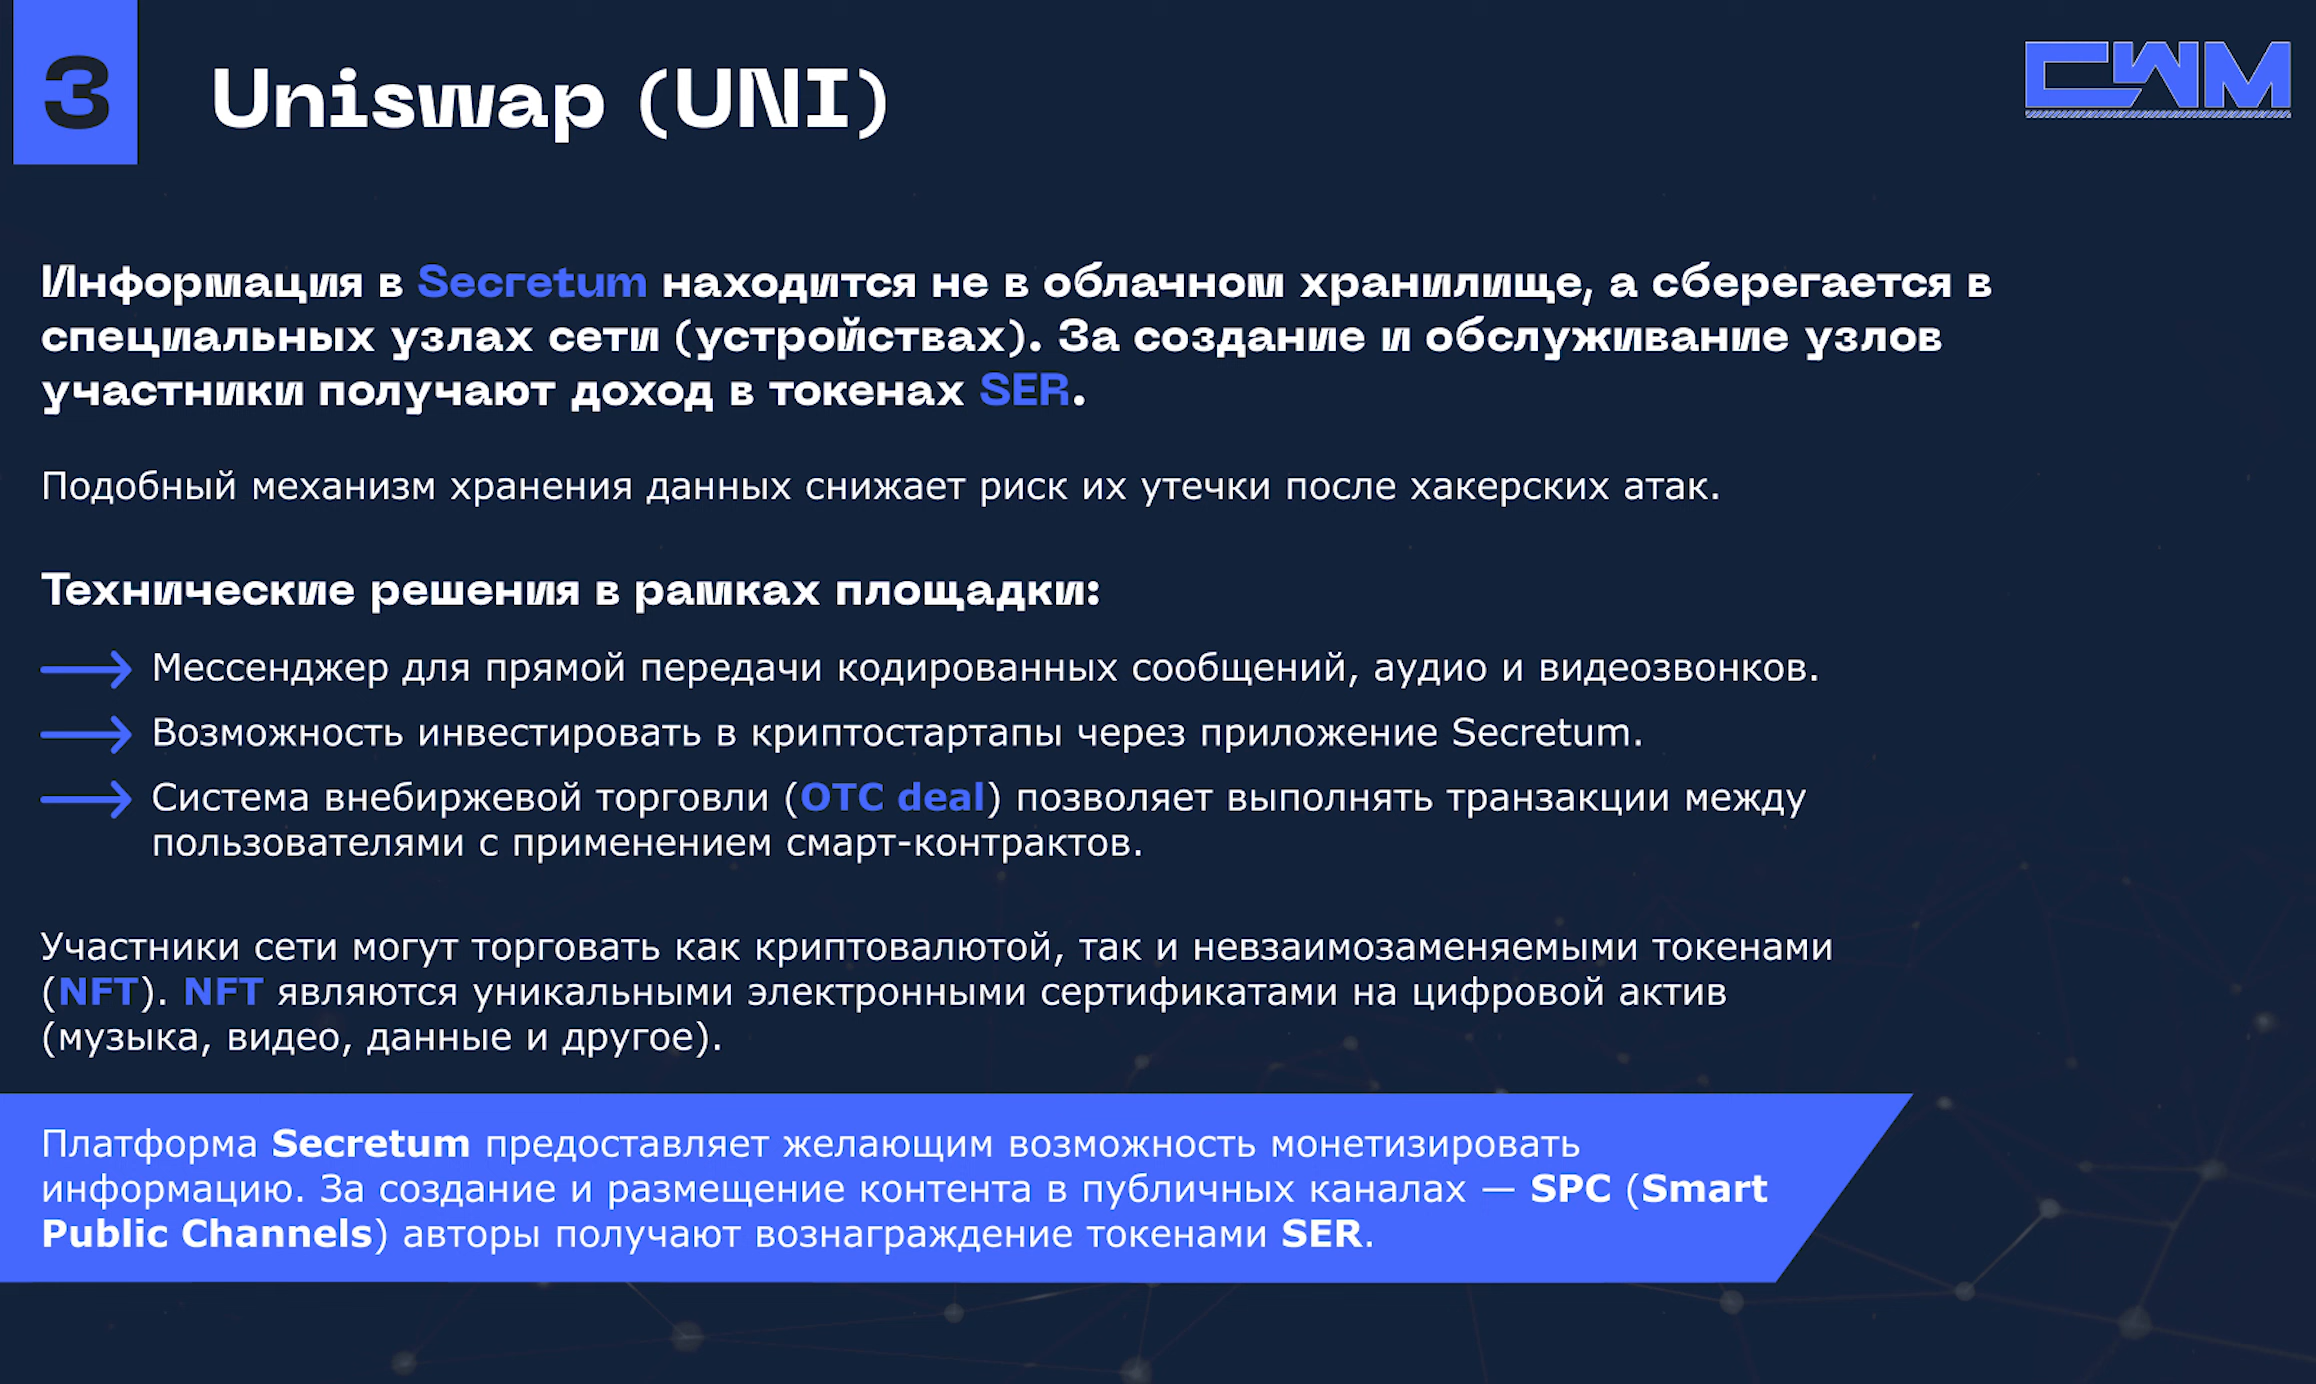 3
Uniswap (UNI)
CWM
Информация в Secretum находится не в облачном хранилище, а сберегается в
специальных узлах сети (устройствах). За создание и обслуживание узлов
участники получают доход в токенах SER.
Подобный механизм хранения данных снижает риск их утечки после хакерских атак.
Технические решения в рамках площадки:
Мессенджер для прямой передачи кодированных сообщений, аудио и видеозвонков.
Возможность инвестировать в криптостартапы через приложение Secretum.
Система внебиржевой торговли (OTC deal) позволяет выполнять транзакции между
пользователями с применением смарт-контрактов.
Участники сети могут торговать как криптовалютой, так и невзаимозаменяемыми токенами
(NFT). NFT являются уникальными электронными сертификатами на цифровой актив
(музыка, видео, данные и другое).
Платформа Secretum предоставляет желающим возможность монетизировать
информацию. За создание и размещение контента в публичных каналах — SPC (Smart
Public Channels) авторы получают вознаграждение токенами SER.